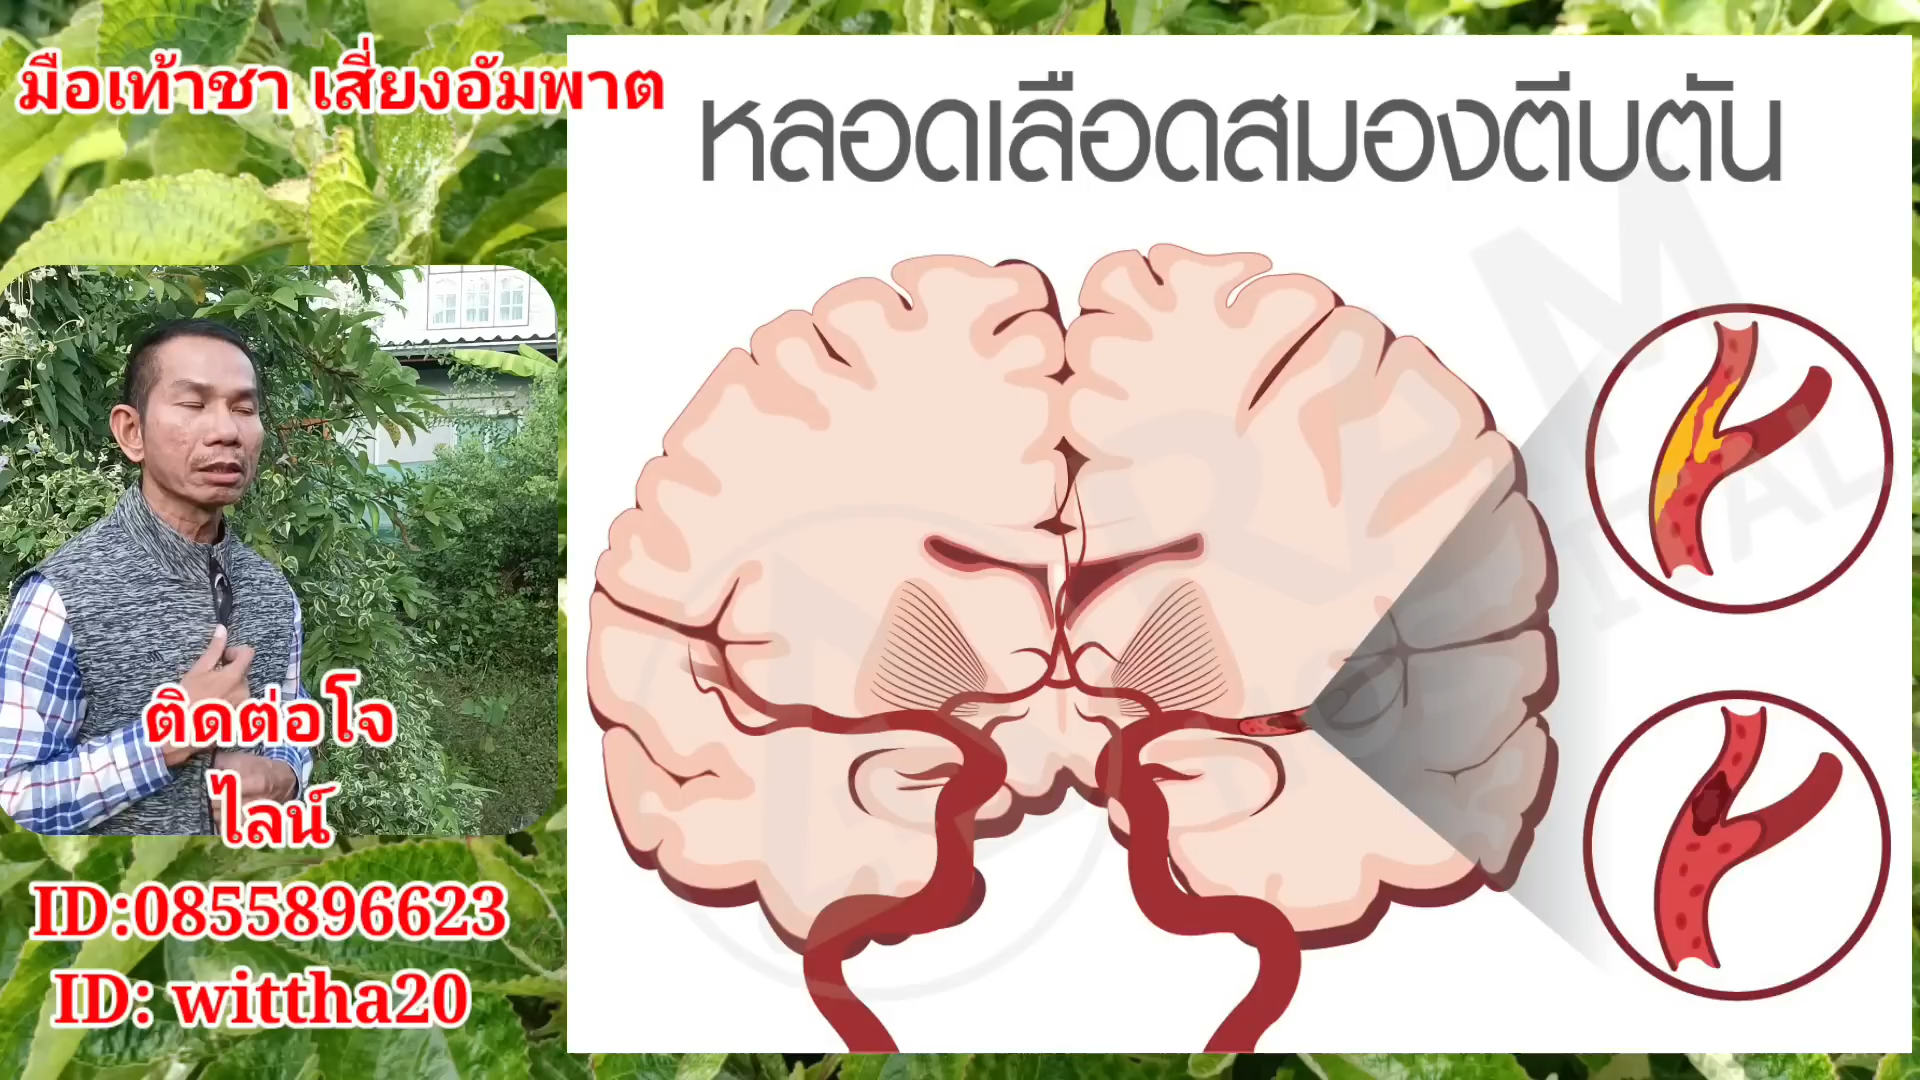 มือเท้าชา เสี่ยงอัมพาต
หลอดเลือดสมองตีบตัน
ติดต่อโจ
ไลน์
ID:0855896623
ID: wittha20
RAM
HOSPITAL